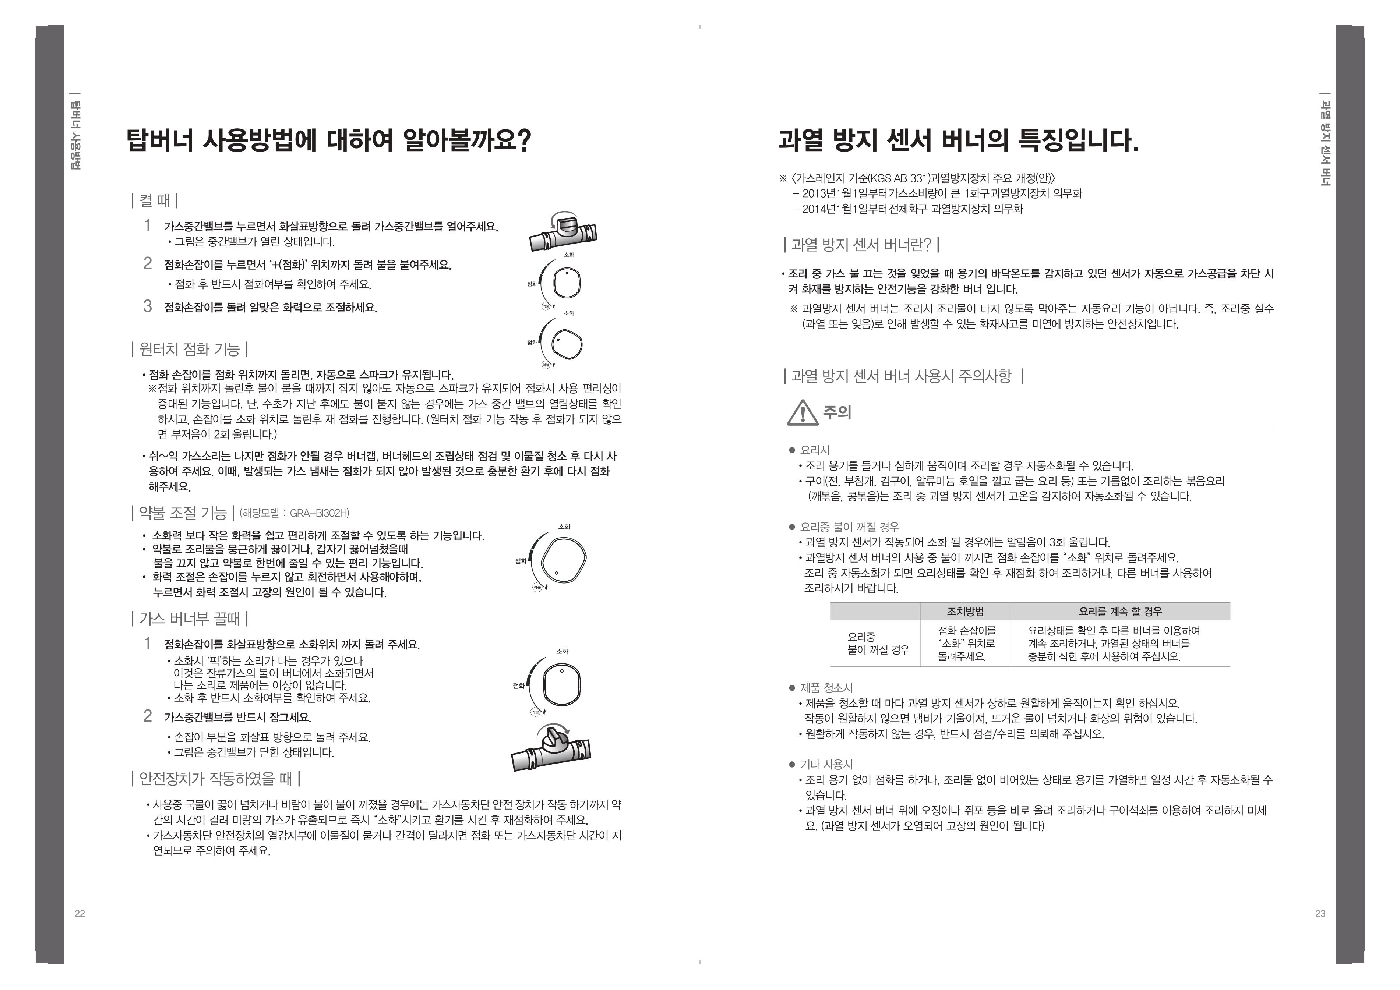 탑버너 사용방법
탑버너 사용방법에 대하여 알아볼까요?
켤 때
1 가스중간밸브를 누르면서 화살표방향으로 돌려 가스중간밸브를 열어주세요.
• 그림은 중간밸브가 열린 상태입니다.
2 점화손잡이를 누르면서 '+(점화)' 위치까지 돌려 불을 붙여주세요.
• 점화 후 반드시 점화여부를 확인하여 주세요.
3 점화손잡이를 돌려 알맞은 화력으로 조절하세요.
소화
점화
소화
점화
원터치 점화 기능
• 점화 손잡이를 점화 위치까지 돌리면, 자동으로 스파크가 유지됩니다.
※점화 위치까지 돌린후 불이 붙을 때까지 잡지 않아도 자동으로 스파크가 유지되어 점화시 사용 편리성이
증대된 기능입니다. 단, 수초가 지난 후에도 불이 붙지 않는 경우에는 가스 중간 밸브의 열림상태를 확인
하시고, 손잡이를 소화 위치로 돌린후 재 점화를 진행합니다. (원터치 점화 기능 작동 후 점화가 되지 않으
면 부저음이 2회 울립니다.)
• 쉬~익 가스소리는 나지만 점화가 안될 경우 버너캡, 버너헤드의 조립상태 점검 및 이물질 청소 후 다시 사
용하여 주세요. 이때, 발생되는 가스 냄새는 점화가 되지 않아 발생된 것으로 충분한 환기 후에 다시 점화
해주세요.
약불 조절 기능 (해당모델 : GRA-BI302H)
• 소화력 보다 작은 화력을 쉽고 편리하게 조절할 수 있도록 하는 기능입니다.
• 약불로 조리물을 뭉근하게 끓이거나, 갑자기 끓어넘쳤을때
불을 끄지 않고 약불로 한번에 줄일 수 있는 편리 기능입니다.
• 화력 조절은 손잡이를 누르지 않고 회전하면서 사용해야하며,
누르면서 화력 조절시 고장의 원인이 될 수 있습니다.
소화
점화
가스 버너부 끌때
1 점화손잡이를 화살표방향으로 소화위치 까지 돌려 주세요.
• 소화시 '픽'하는 소리가 나는 경우가 있으나
이것은 잔류가스의 불이 버너에서 소화되면서
나는 소리로 제품에는 이상이 없습니다.
• 소화 후 반드시 소화여부를 확인하여 주세요.
2 가스중간밸브를 반드시 잠그세요.
• 손잡이 부분을 화살표 방향으로 돌려 주세요.
• 그림은 중간밸브가 닫힌 상태입니다.
소화
점화
안전장치가 작동하였을 때
• 사용중 국물이 끓어 넘치거나 바람이 불어 불이 꺼졌을 경우에는 가스자동차단 안전 장치가 작동 하기까지 약
간의 시간이 걸려 미량의 가스가 유출되므로 즉시 "소화"시키고 환기를 시킨 후 재점화하여 주세요.
• 가스자동차단 안전장치의 열감지부에 이물질이 묻거나 간격이 달라지면 점화 또는 가스자동차단 시간이 지
연되므로 주의하여 주세요.
22
과열 방지 센서 버너
과열 방지 센서 버너의 특징입니다.
※ 〈가스레인지 기준(KGS AB 331)과열방지장치 주요 개정(안)〉
- 2013년1월1일부터가스소비량이 큰 1화구과열방지장치 의무화
- 2014년1월1일부터전체화구 과열방지장치 의무화
과열 방지 센서 버너란?
• 조리 중 가스 불 끄는 것을 잊었을 때 용기의 바닥온도를 감지하고 있던 센서가 자동으로 가스공급을 차단 시
켜 화재를 방지하는 안전기능을 강화한 버너 입니다.
※ 과열방지 센서 버너는 조리시 조리물이 타지 않도록 막아주는 자동요리 기능이 아닙니다. 즉, 조리중 실수
(과열 또는 잊음)로 인해 발생할 수 있는 화재사고를 미연에 방지하는 안전장치입니다.
과열 방지 센서 버너 사용시 주의사항
주의
● 요리시
• 조리 용기를 들거나 심하게 움직이며 조리할 경우 자동소화될 수 있습니다.
• 구이(전, 부침개, 김구이, 알류미늄 호일을 깔고 굽는 요리 등) 또는 기름없이 조리하는 볶음요리
(깨볶음, 콩볶음)는 조리 중 과열 방지 센서가 고온을 감지하여 자동소화될 수 있습니다.
● 요리중 불이 꺼질 경우
• 과열 방지 센서가 작동되어 소화 될 경우에는 알림음이 3회 울립니다.
• 과열방지 센서 버너의 사용 중 불이 꺼지면 점화 손잡이를 "소화" 위치로 돌려주세요.
조리 중 자동소화가 되면 요리상태를 확인 후 재점화 하여 조리하거나, 다른 버너를 사용하여
조리하시기 바랍니다.
조치방법 요리를 계속 할 경우
요리중
불이 꺼질 경우
점화 손잡이를
"소화" 위치로
돌려주세요.
요리상태를 확인 후 다른 버너를 이용하여
계속 조리하거나, 과열된 상태의 버너를
충분히 식힌 후에 사용하여 주십시오.
● 제품 청소시
• 제품을 청소할 때 마다 과열 방지 센서가 상하로 원활하게 움직이는지 확인 하십시오.
작동이 원활하지 않으면 냄비가 기울어져, 뜨거운 물이 넘치거나 화상의 위험이 있습니다.
• 원활하게 작동하지 않는 경우, 반드시 점검/수리를 의뢰해 주십시오.
● 기타 사용시
• 조리 용기 없이 점화를 하거나, 조리물 없이 비어있는 상태로 용기를 가열하면 일정 시간 후 자동소화될 수
있습니다.
• 과열 방지 센서 버너 위에 오징어나 쥐포 등을 바로 올려 조리하거나 구이석쇠를 이용하여 조리하지 마세
요. (과열 방지 센서가 오염되어 고장의 원인이 됩니다)
23